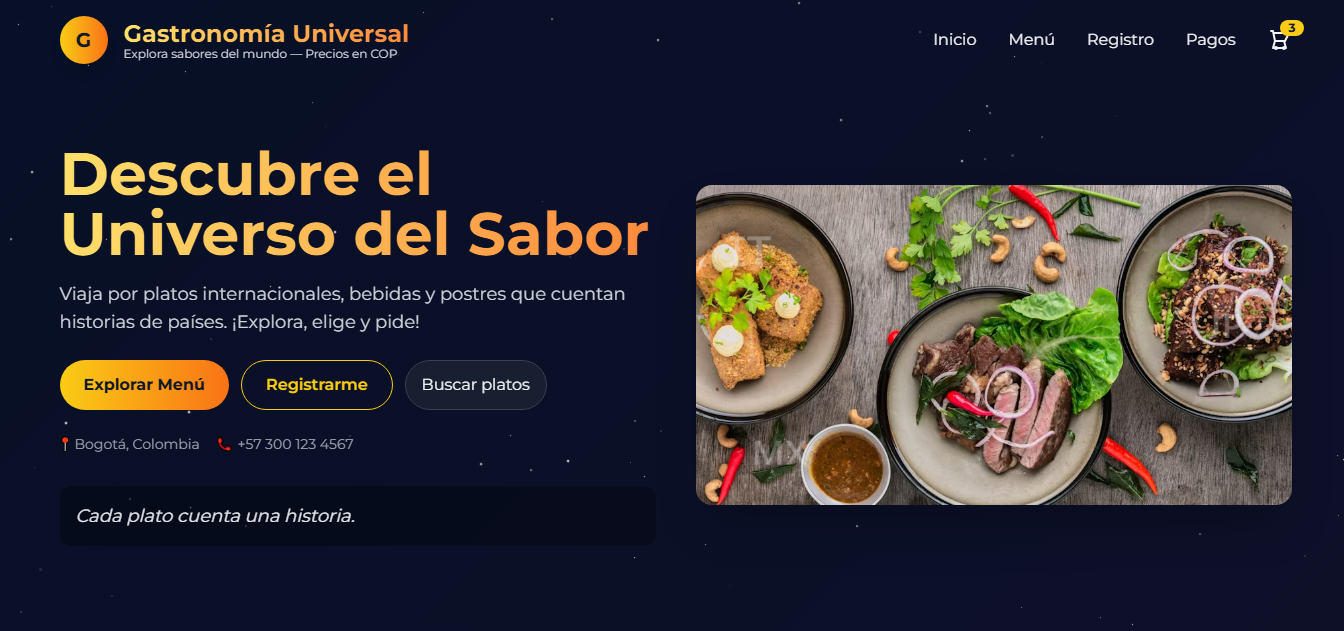 G
Gastronomía Universal
Explora sabores del mundo — Precios en COP
Inicio
Menú
Registro
Pagos
3
Descubre el
Universo del Sabor
Viaja por platos internacionales, bebidas y postres que cuentan
historias de países. ¡Explora, elige y pide!
Explorar Menú
Registrarme
Buscar platos
Bogotá, Colombia
+57 300 123 4567
Cada plato cuenta una historia.
MX